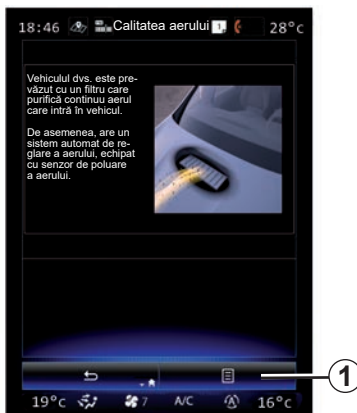 18:46 Calitatea aerului 1 28°c
Vehiculul dvs. este pre-
văzut cu un filtru care
purifică continuu aerul
care intră în vehicul.
De asemenea, are un
sistem automat de re-
glare a aerului, echipat
cu senzor de poluare
a aerului.
1
19°c 7 A/C 16°c